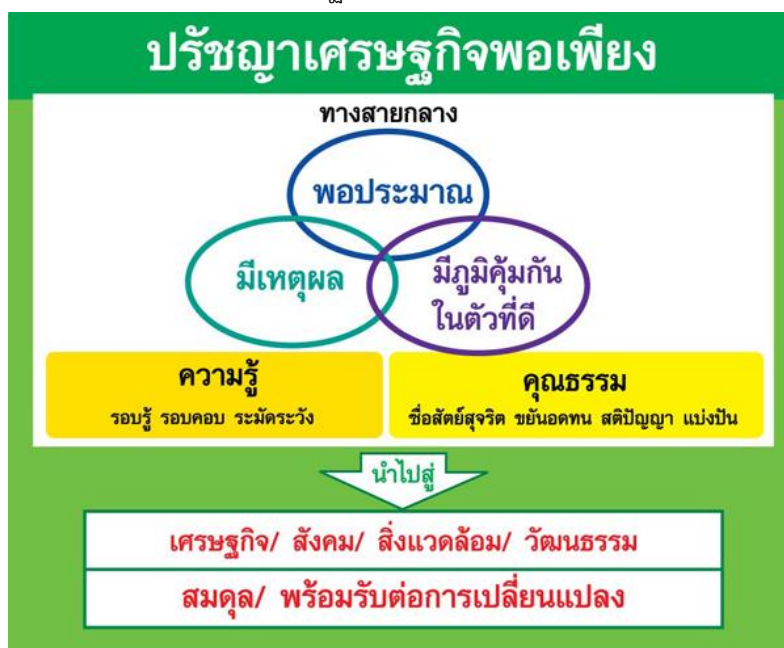 ปรัชญาเศรษฐกิจพอเพียง
ทางสายกลาง
พอประมาณ
มีเหตุผล
มีภูมิคุ้มกัน
ในตัวที่ดี
ความรู้
รอบรู้ รอบคอบ ระมัดระวัง
คุณธรรม
ซื่อสัตย์สุจริต ขยันอดทน สติปัญญา แบ่งปัน
นำไปสู่
เศรษฐกิจ/ สังคม/ สิ่งแวดล้อม/ วัฒนธรรม
สมดุล/ พร้อมรับต่อการเปลี่ยนแปลง